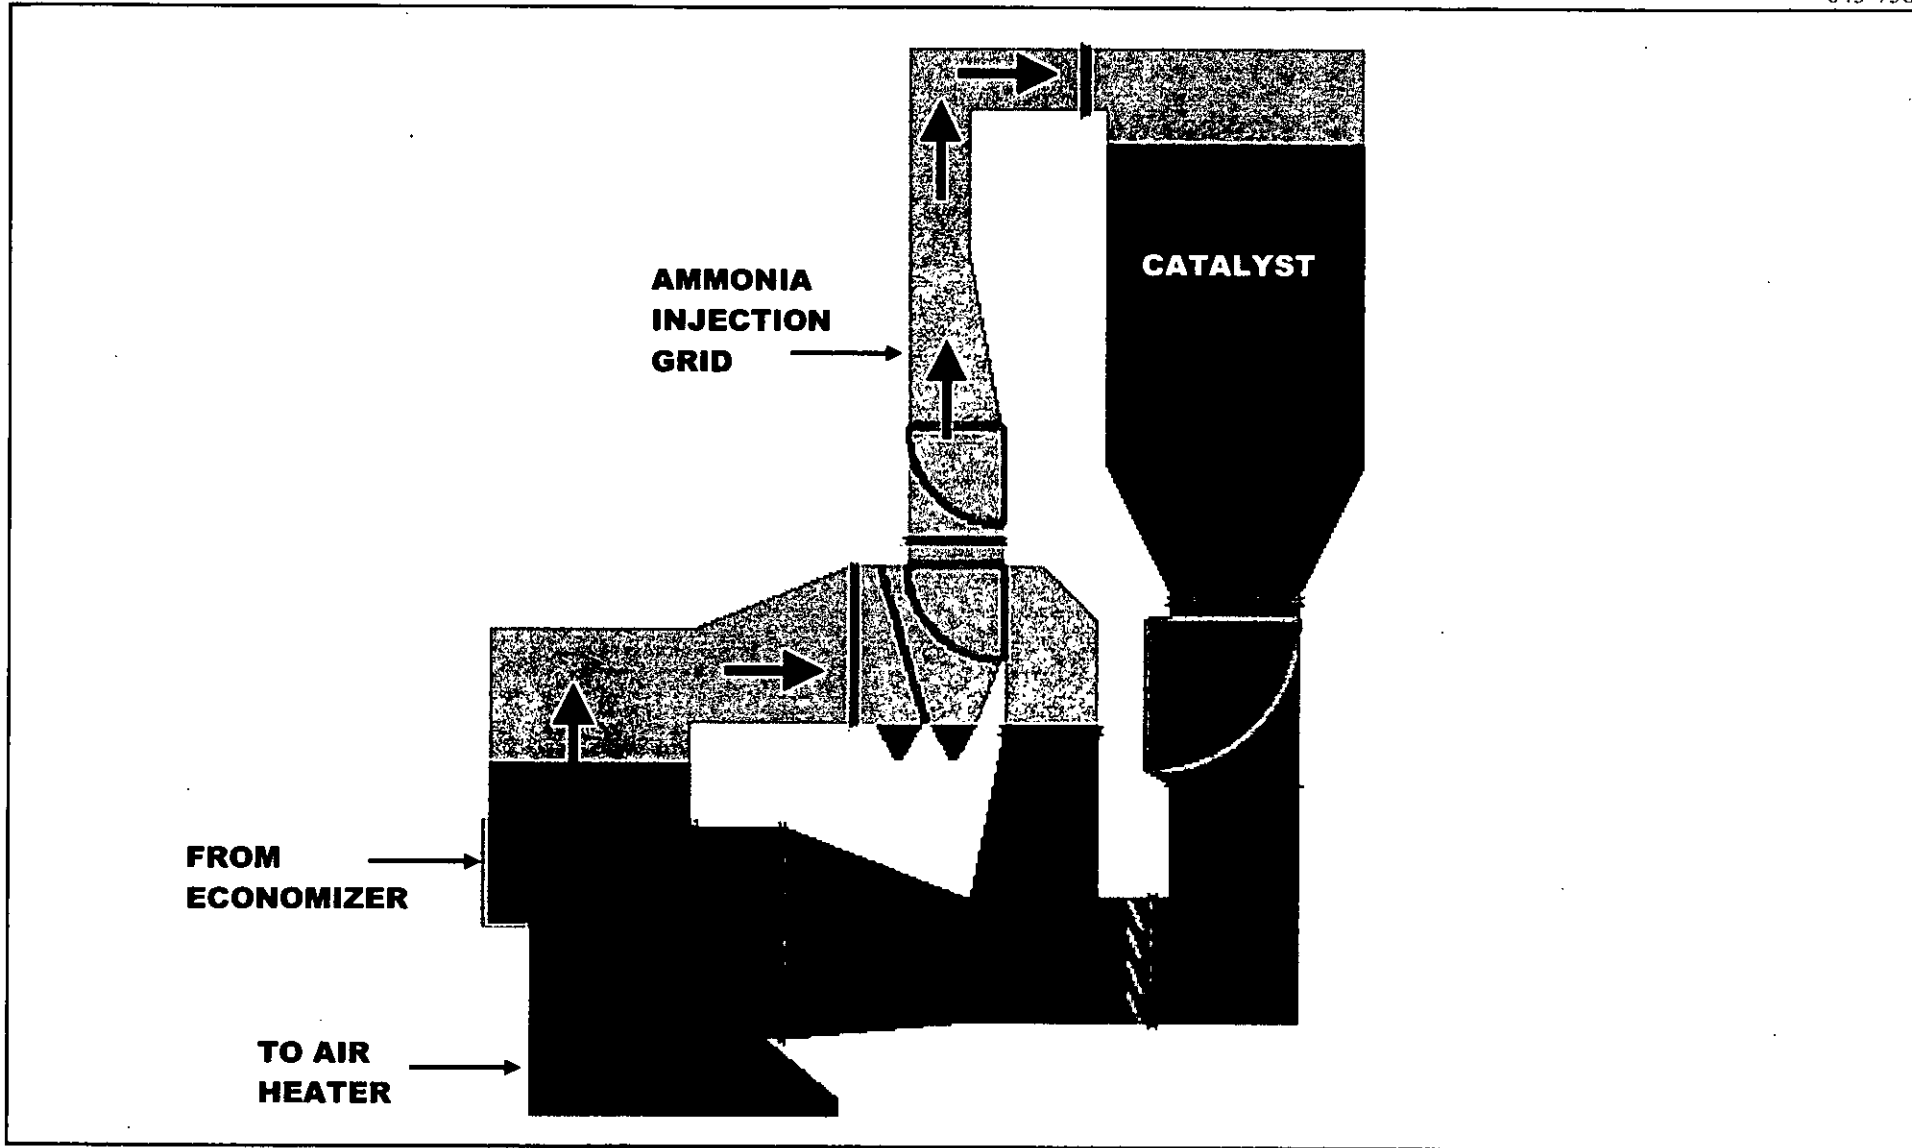 AMMONIA
INJECTION
GRID
CATALYST
FROM
ECONOMIZER
TO AIR
HEATER